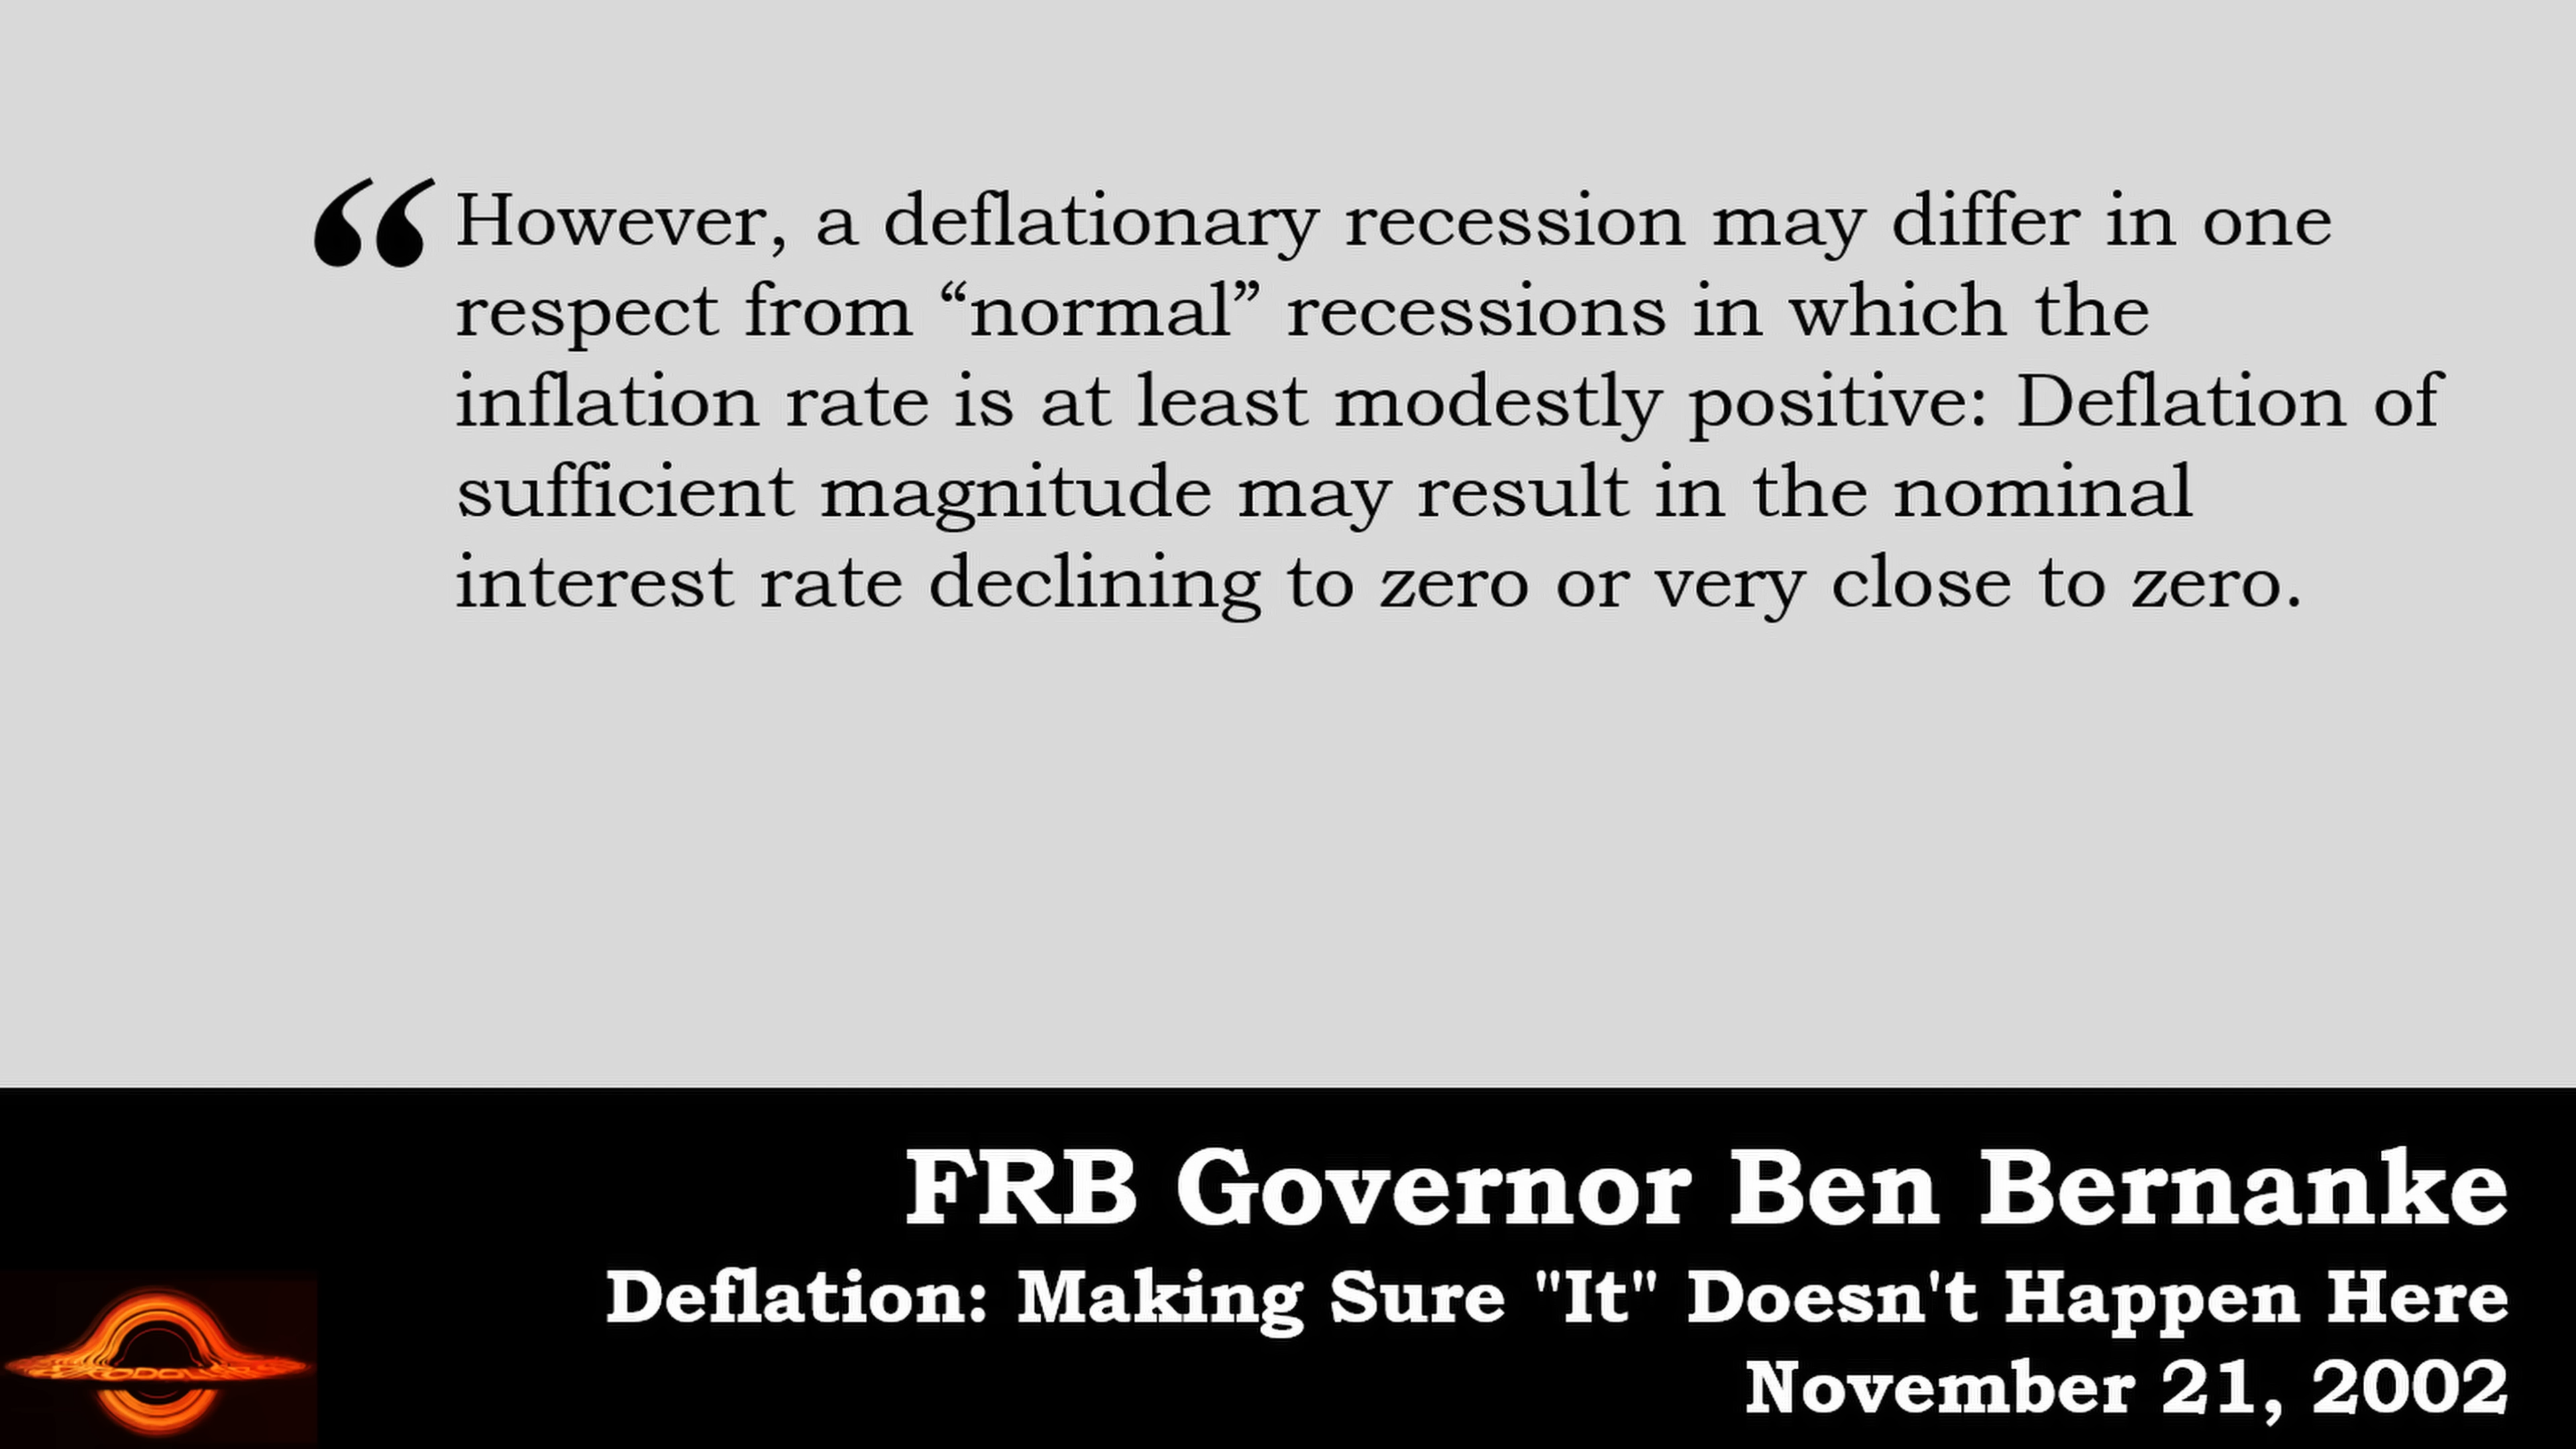 “However, a deflationary recession may differ in one
respect from “normal” recessions in which the
inflation rate is at least modestly positive: Deflation of
sufficient magnitude may result in the nominal
interest rate declining to zero or very close to zero.
FRB Governor Ben Bernanke
Deflation: Making Sure "It" Doesn't Happen Here
November 21, 2002